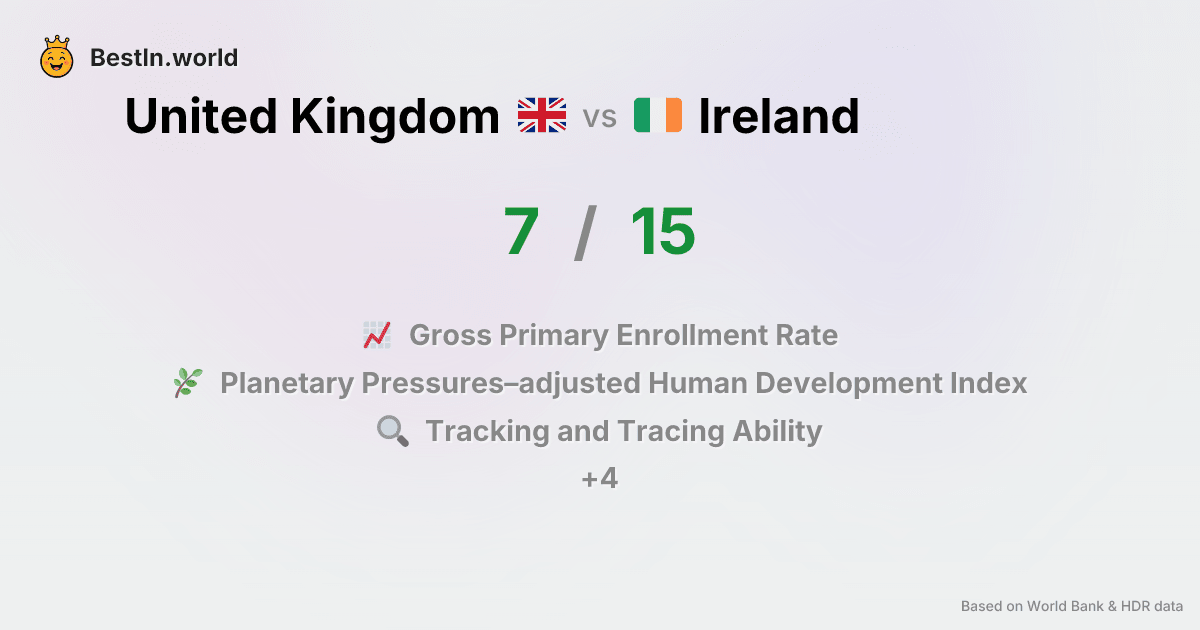 BestIn.world
United Kingdom vs Ireland
7 / 15
Gross Primary Enrollment Rate
Planetary Pressures–adjusted Human Development Index
Tracking and Tracing Ability
+4
Based on World Bank & HDR data